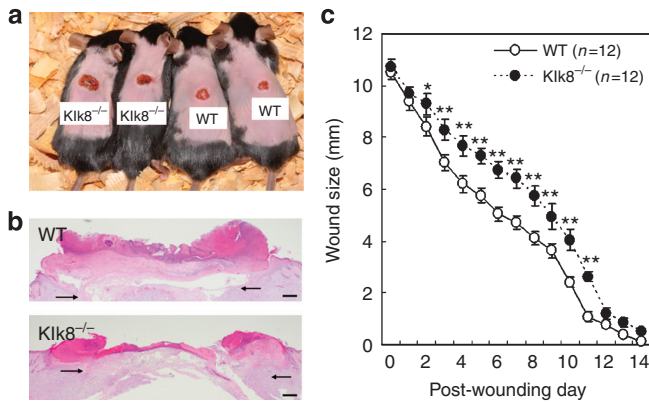 a
Klk8⁻/⁻
Klk8⁻/⁻
WT
WT
b
WT
Klk8⁻/⁻
c
WT (n=12)
Klk8⁻/⁻ (n=12)
Wound size (mm)
12
10
8
6
4
2
0
*
**
**
**
**
**
**
**
**
**
0 2 4 6 8 10 12 14
Post-wounding day